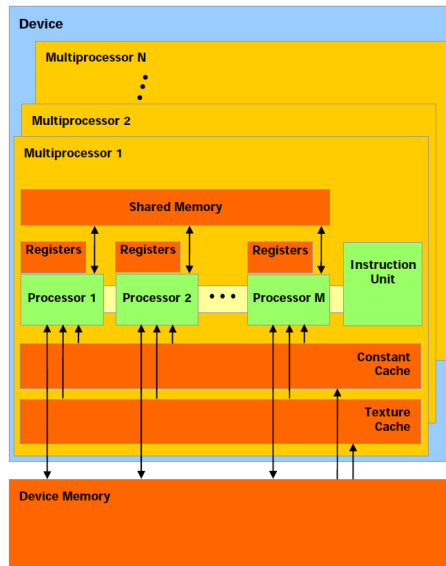 Device
Multiprocessor N
Multiprocessor 2
Multiprocessor 1
Shared Memory
Registers
Registers
Registers
Instruction
Unit
Processor 1
Processor 2
Processor M
Constant
Cache
Texture
Cache
Device Memory